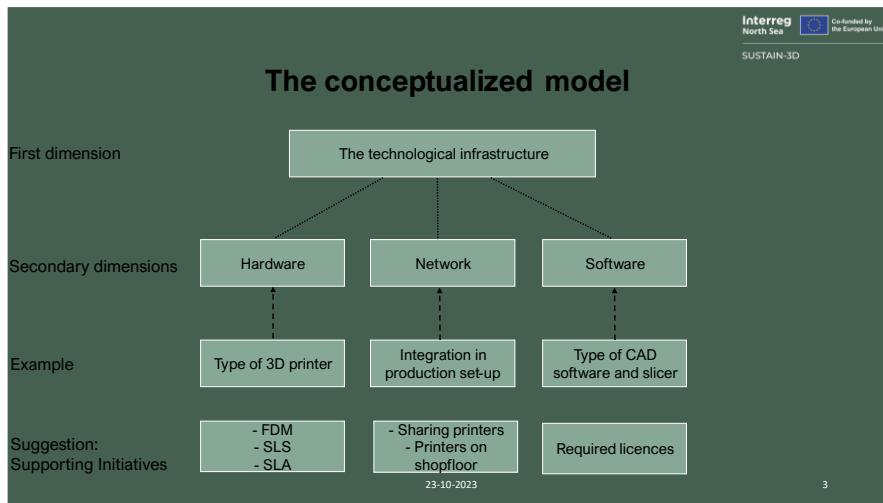 Interreg
North Sea
Co-funded by
the European Uni
SUSTAIN-3D
The conceptualized model
First dimension
The technological infrastructure
Secondary dimensions
Hardware
Network
Software
Example
Type of 3D printer
Integration in
production set-up
Type of CAD
software and slicer
Suggestion:
Supporting Initiatives
- FDM
- SLS
- SLA
- Sharing printers
- Printers on
shopfloor
Required licences
23-10-2023
3